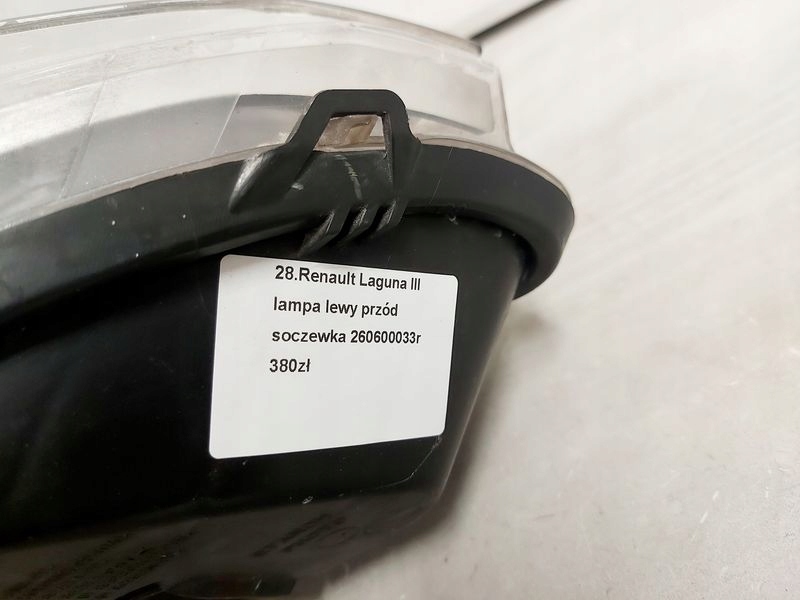 28.Renault Laguna III
lampa lewy przód
soczewka 260600033r
380zł